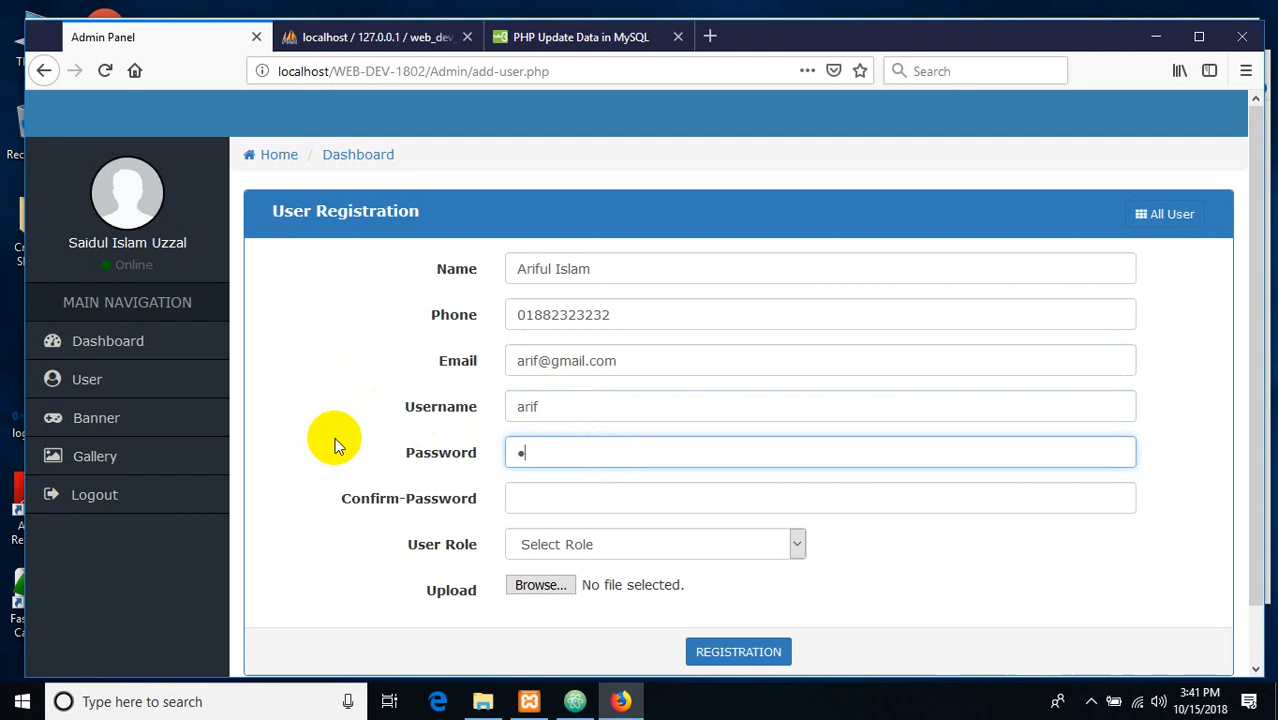 Admin Panel
localhost / 127.0.0.1 / web_dev_
PHP Update Data in MySQL
localhost/WEB-DEV-1802/Admin/add-user.php
Search
Home / Dashboard
Saidul Islam Uzzal
Online
MAIN NAVIGATION
Dashboard
User
Banner
Gallery
Logout
User Registration
All User
Name
Ariful Islam
Phone
01882323232
Email
arif@gmail.com
Username
arif
Password
●
Confirm-Password
User Role
Select Role
Upload
Browse...
No file selected.
REGISTRATION
Type here to search
3:41 PM
10/15/2018